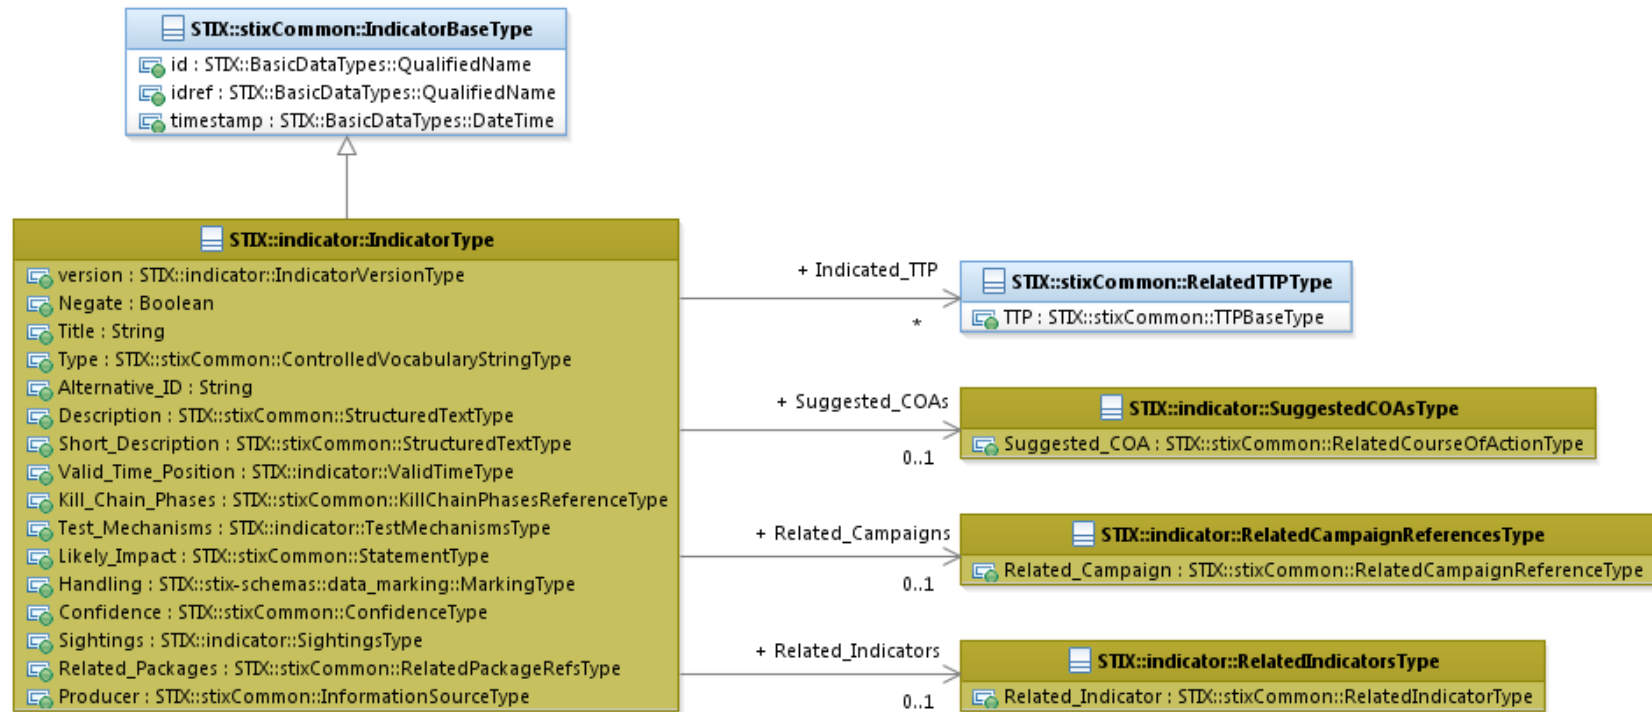 STIX::stixCommon::IndicatorBaseType
id : STIX::BasicDataTypes::QualifiedName
idref : STIX::BasicDataTypes::QualifiedName
timestamp : STIX::BasicDataTypes::DateTime
STIX::indicator::IndicatorType
version : STIX::indicator::IndicatorVersionType
Negate : Boolean
Title : String
Type : STIX::stixCommon::ControlledVocabularyStringType
Alternative_ID : String
Description : STIX::stixCommon::StructuredTextType
Short_Description : STIX::stixCommon::StructuredTextType
Valid_Time_Position : STIX::indicator::ValidTimeType
Kill_Chain_Phases : STIX::stixCommon::KillChainPhasesReferenceType
Test_Mechanisms : STIX::indicator::TestMechanismsType
Likely_Impact : STIX::stixCommon::StatementType
Handling : STIX::stix-schemas::data_marking::MarkingType
Confidence : STIX::stixCommon::ConfidenceType
Sightings : STIX::indicator::SightingsType
Related_Packages : STIX::stixCommon::RelatedPackageRefsType
Producer : STIX::stixCommon::InformationSourceType
+ Indicated_TTP
*
STIX::stixCommon::RelatedTTPType
TTP : STIX::stixCommon::TTPBaseType
+ Suggested_COAs
0..1
STIX::indicator::SuggestedCOAsType
Suggested_COA : STIX::stixCommon::RelatedCourseOfActionType
+ Related_Campaigns
0..1
STIX::indicator::RelatedCampaignReferencesType
Related_Campaign : STIX::stixCommon::RelatedCampaignReferenceType
+ Related_Indicators
0..1
STIX::indicator::RelatedIndicatorsType
Related_Indicator : STIX::stixCommon::RelatedIndicatorType